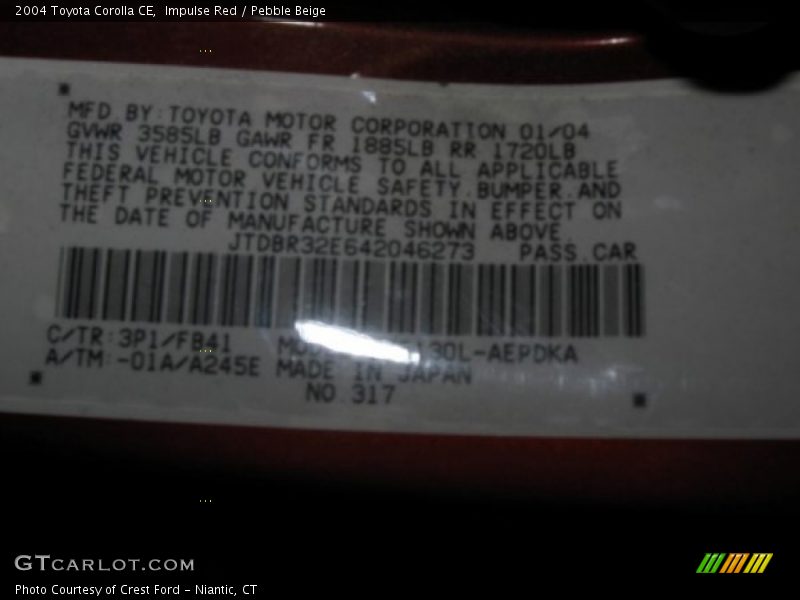 2004 Toyota Corolla CE,  Impulse Red / Pebble Beige
MFD BY:TOYOTA MOTOR CORPORATION 01/04
GVWR 3585LB GAWR FR 1885LB RR 1720LB
THIS VEHICLE CONFORMS TO ALL APPLICABLE
FEDERAL MOTOR VEHICLE SAFETY,BUMPER,AND
THEFT PREVENTION STANDARDS IN EFFECT ON
THE DATE OF MANUFACTURE SHOWN ABOVE.
JTDBR32E642046273 PASS.CAR
C/TR:3P1/FB41 130L-AEPDKA
A/TM:-01A/A245E MADE IN JAPAN
NO.317
GTCARLOT.COM
Photo Courtesy of Crest Ford - Niantic, CT